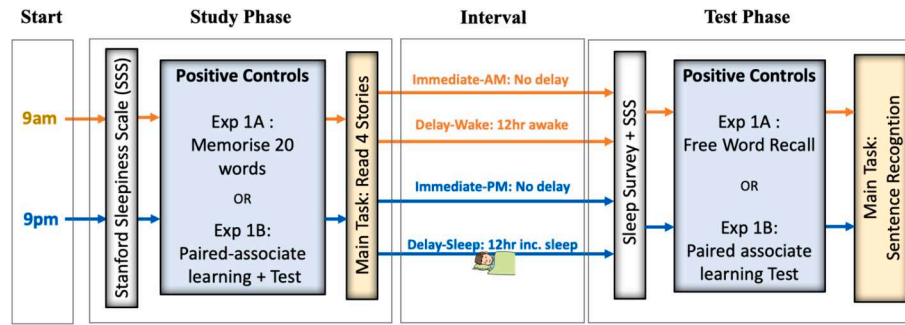 Start
Study Phase
Interval
Test Phase
9am
9pm
Stanford Sleepiness Scale (SSS)
Positive Controls
Exp 1A :
Memorise 20
words
OR
Exp 1B:
Paired-associate
learning + Test
Main Task: Read 4 Stories
Immediate-AM: No delay
Delay-Wake: 12hr awake
Immediate-PM: No delay
Delay-Sleep: 12hr inc. sleep
Sleep Survey + SSS
Positive Controls
Exp 1A :
Free Word Recall
OR
Exp 1B:
Paired associate
learning Test
Main Task:
Sentence Recogntion